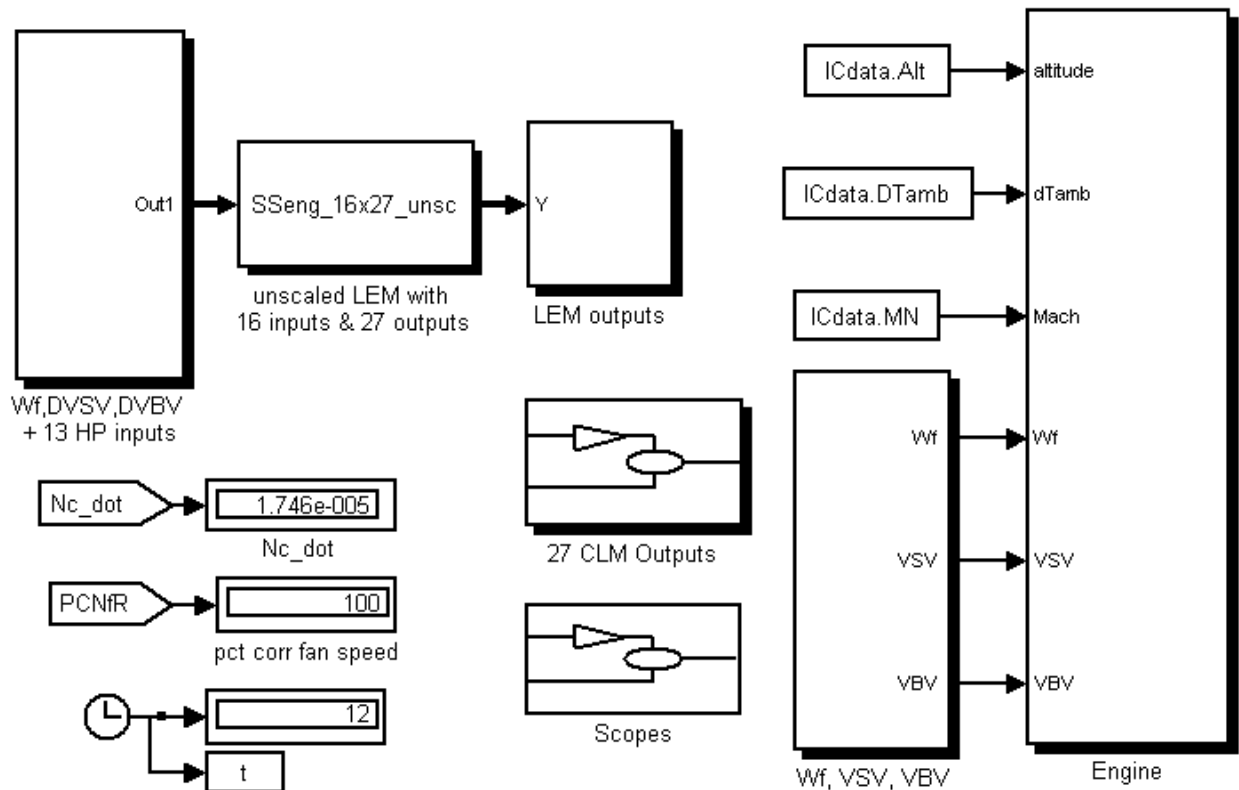 Out1
SSeng_16x27_unsc
Y
unscaled LEM with
16 inputs & 27 outputs
LEM outputs
Wf,DVSV,DVBV
+ 13 HP inputs
Nc_dot
1.746e-005
Nc_dot
PCNfR
100
pct corr fan speed
12
t
27 CLM Outputs
Scopes
ICdata.Alt
altitude
ICdata.DTamb
dTamb
ICdata.MN
Mach
Wf
Wf
VSV
VSV
VBV
VBV
Wf, VSV, VBV
Engine